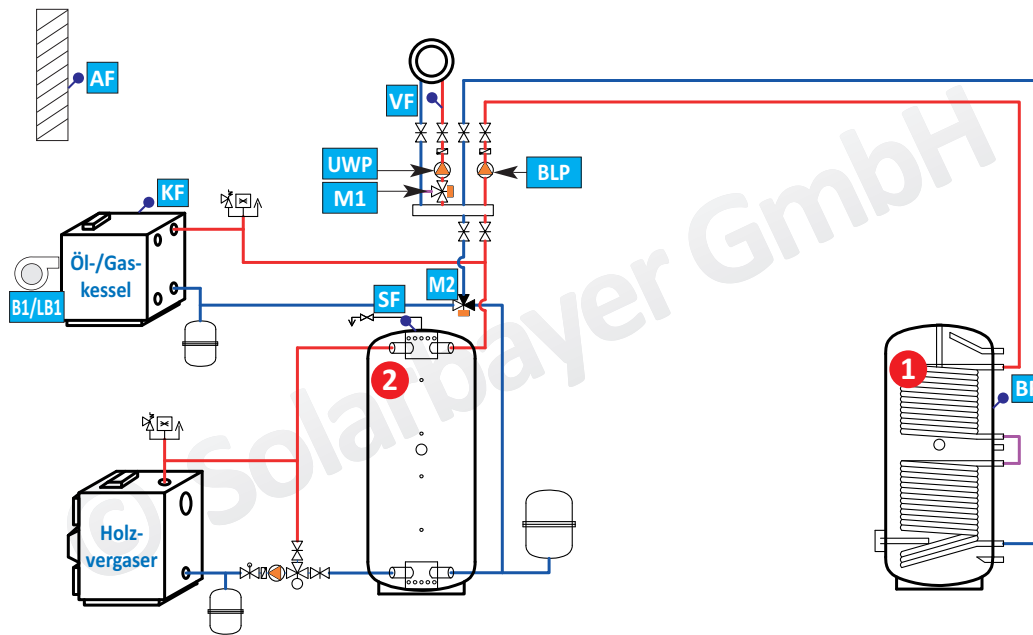 AF
VF
UWP
BLP
M1
KF
Öl-/Gas-
kessel
B1/LB1
M2
SF
2
1
Holz-
vergaser
© Solarbayer GmbH